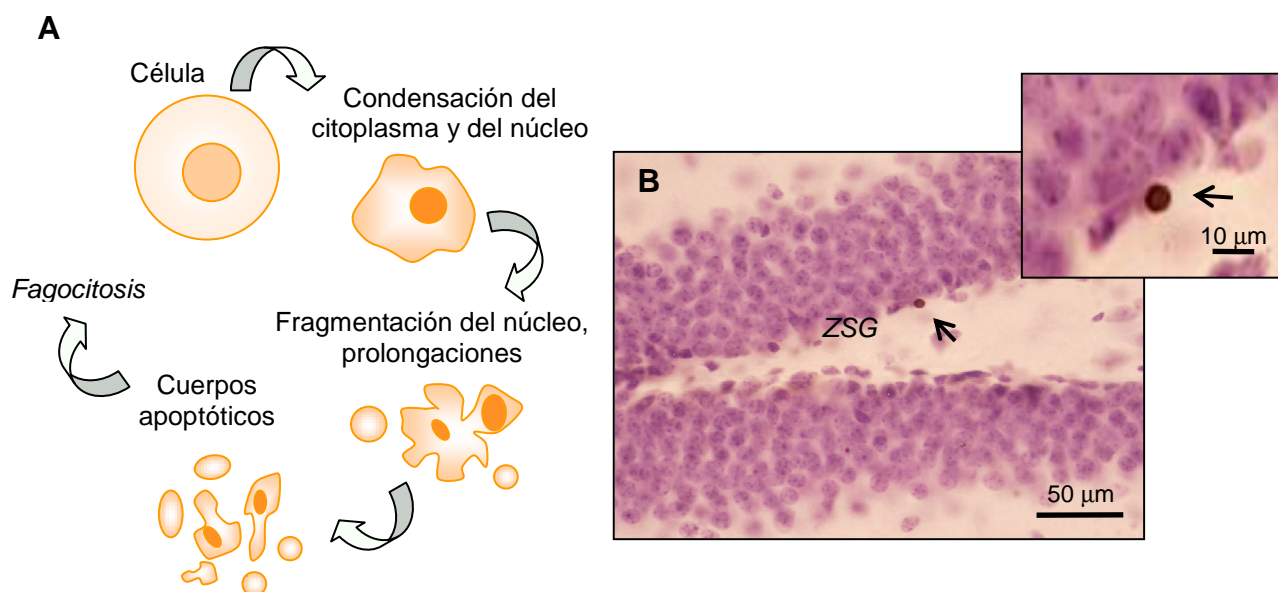 A
Célula
Condensación del
citoplasma y del núcleo
Fagocitosis
Fragmentación del núcleo,
prolongaciones
Cuerpos
apoptóticos
B
ZSG
50 μm
10 μm